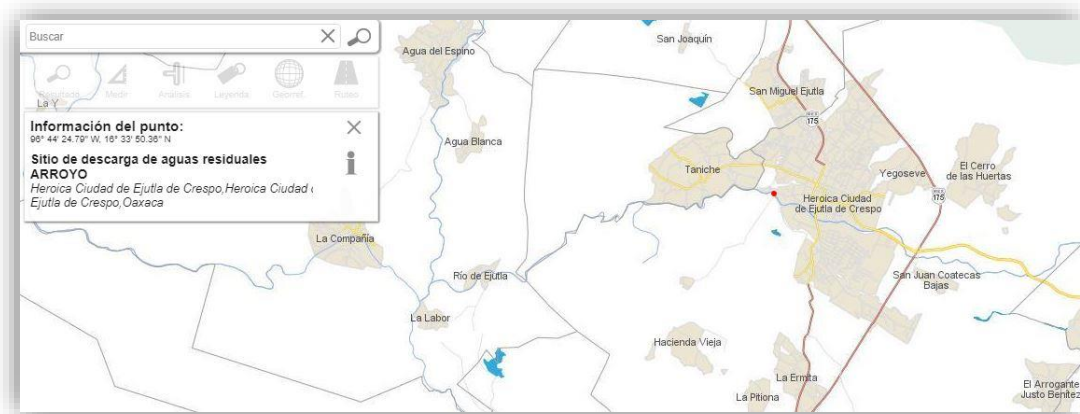 Buscar
Resultado
Medir
Análisis
Leyenda
Georref.
Ruteo
La Y
Información del punto:
96° 44' 24.79" W, 16° 33' 50.36" N
Sitio de descarga de aguas residuales
ARROYO
Heroica Ciudad de Ejutla de Crespo,Heroica Ciudad
Ejutla de Crespo,Oaxaca
Agua del Espino
San Joaquín
San Miguel Ejutla
175
Agua Blanca
Taniche
Yegoseve
El Cerro
de las Huertas
175
Heroica Ciudad
de Ejutla de Crespo
La Compañía
Río de Ejutla
San Juan Coatecas
Bajas
La Labor
Hacienda Vieja
La Ermita
La Pitiona
El Arrogante
Justo Benítez